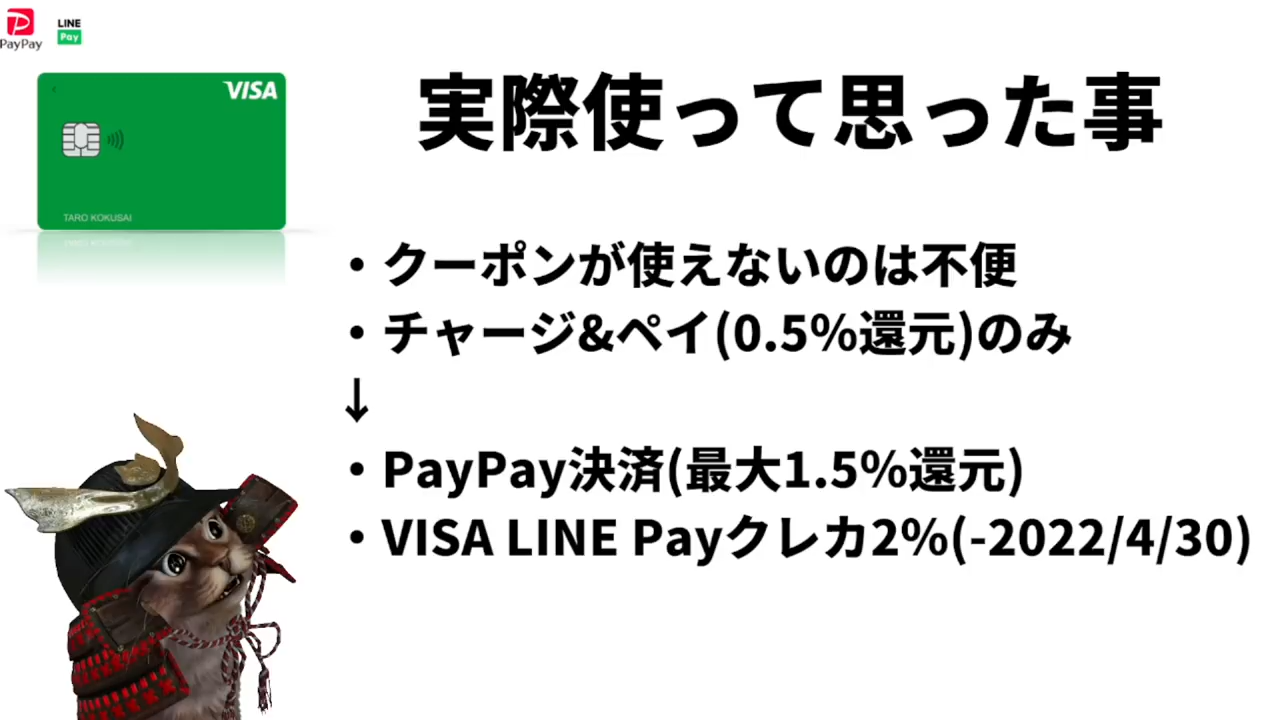 PayPay
LINE
Pay
VISA
TARO KOKUSAI
実際使って思った事
・クーポンが使えないのは不便
・チャージ&ペイ(0.5%還元)のみ
↓
・PayPay決済(最大1.5%還元)
・VISA LINE Payクレカ2%(-2022/4/30)